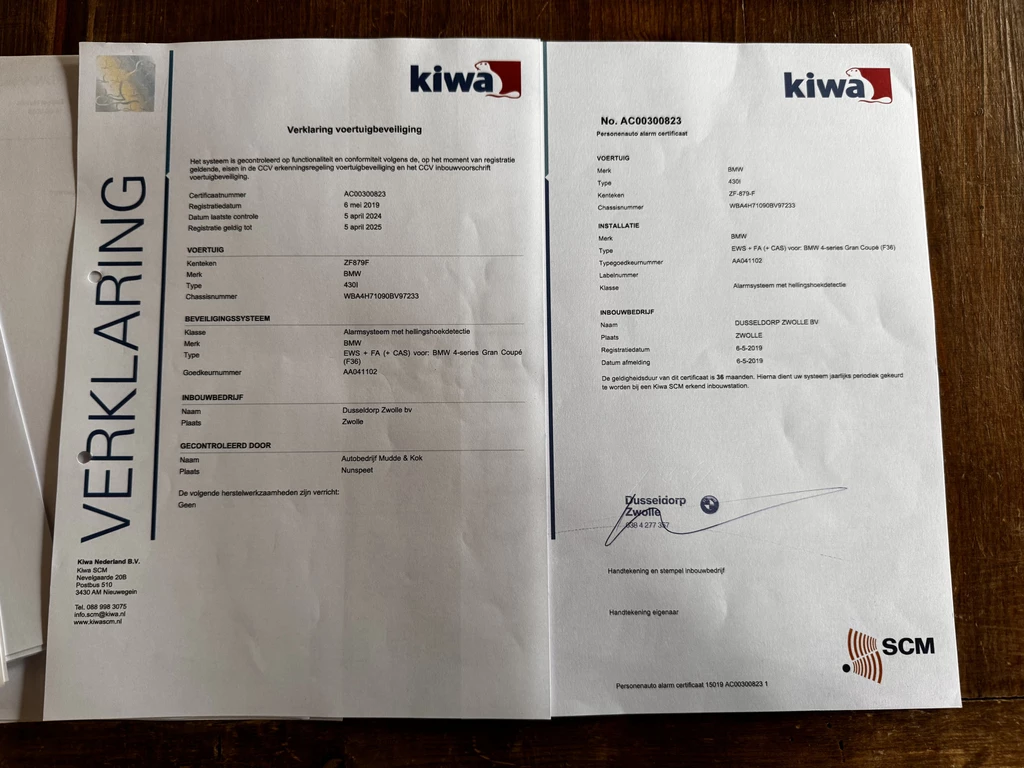 VERKLARING
kiwa
Verklaring voertuigbeveiliging
Het systeem is gecontroleerd op functionaliteit en conformiteit volgens de, op het moment van registratie
geldende, eisen in de CCV erkenningsregeling voertuigbeveiliging en het CCV inbouwvoorschrift
voertuigbeveiliging.
Certificaatnummer AC00300823
Registratiedatum 6 mei 2019
Datum laatste controle 5 april 2024
Registratie geldig tot 5 april 2025
VOERTUIG
Kenteken ZF879F
Merk BMW
Type 430I
Chassisnummer WBA4H71090BV97233
BEVEILIGINGSSYSTEEM
Klasse Alarmsysteem met hellingshoekdetectie
Merk BMW
Type EWS + FA (+ CAS) voor: BMW 4-series Gran Coupé
(F36)
Goedkeurnummer AA041102
INBOUWBEDRIJF
Naam Dusseldorp Zwolle bv
Plaats Zwolle
GECONTROLEERD DOOR
Naam Autobedrijf Mudde & Kok
Plaats Nunspeet
De volgende herstelwerkzaamheden zijn verricht:
Geen
Kiwa Nederland B.V.
Kiwa SCM
Nevelgaarde 20B
Postbus 510
3430 AM Nieuwegein
Tel. 088 998 3075
info.scm@kiwa.nl
www.kiwascm.nl
kiwa
No. AC00300823
Personenauto alarm certificaat
VOERTUIG
Merk BMW
Type 430I
Kenteken ZF-879-F
Chassisnummer WBA4H71090BV97233
INSTALLATIE
Merk BMW
Type EWS + FA (+ CAS) voor: BMW 4-series Gran Coupé (F36)
Typegoedkeurnummer AA041102
Labelnummer
Klasse Alarmsysteem met hellingshoekdetectie
INBOUWBEDRIJF
Naam DUSSELDORP ZWOLLE BV
Plaats ZWOLLE
Registratiedatum 6-5-2019
Datum afmelding 6-5-2019
De geldigheidsduur van dit certificaat is 36 maanden. Hierna dient uw systeem jaarlijks periodiek gekeurd
te worden bij een Kiwa SCM erkend inbouwstation.
Dusseldorp
Zwolle
038 4 277 357
Handtekening en stempel inbouwbedrijf
Handtekening eigenaar
SCM
Personenauto alarm certificaat 15019 AC00300823 1